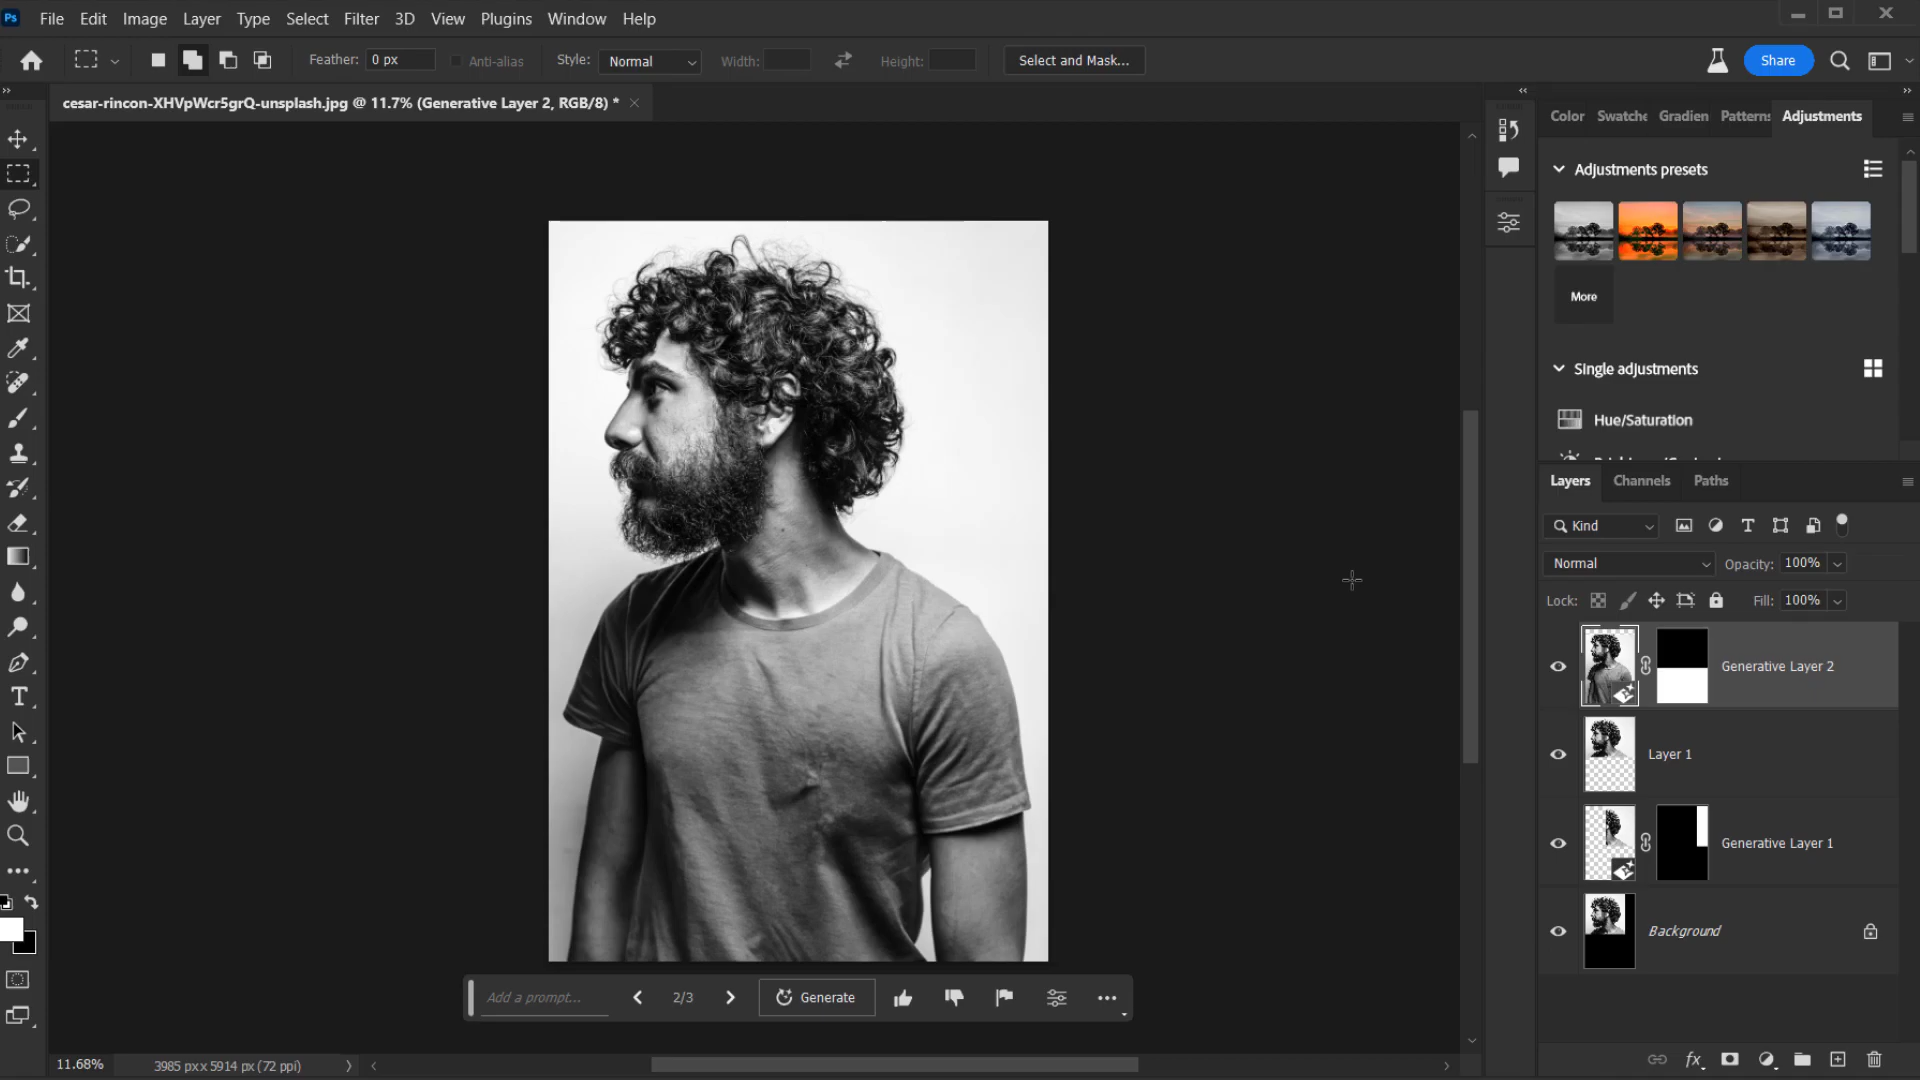 Ps File Edit Image Layer Type Select Filter 3D View Plugins Window Help
Feather: 0 px Anti-alias Style: Normal Width: Height: Select and Mask... Share
cesar-rincon-XHVpWcr5grQ-unsplash.jpg @ 11.7% (Generative Layer 2, RGB/8) *
Color Swatche Gradien Patterns Adjustments
Adjustments presets
More
Single adjustments
Hue/Saturation
Layers Channels Paths
Kind
Normal Opacity: 100%
Lock: Fill: 100%
Generative Layer 2
Layer 1
Generative Layer 1
Background
Add a prompt... 2/3 Generate
11.68% 3985 px x 5914 px (72 ppi)
fx